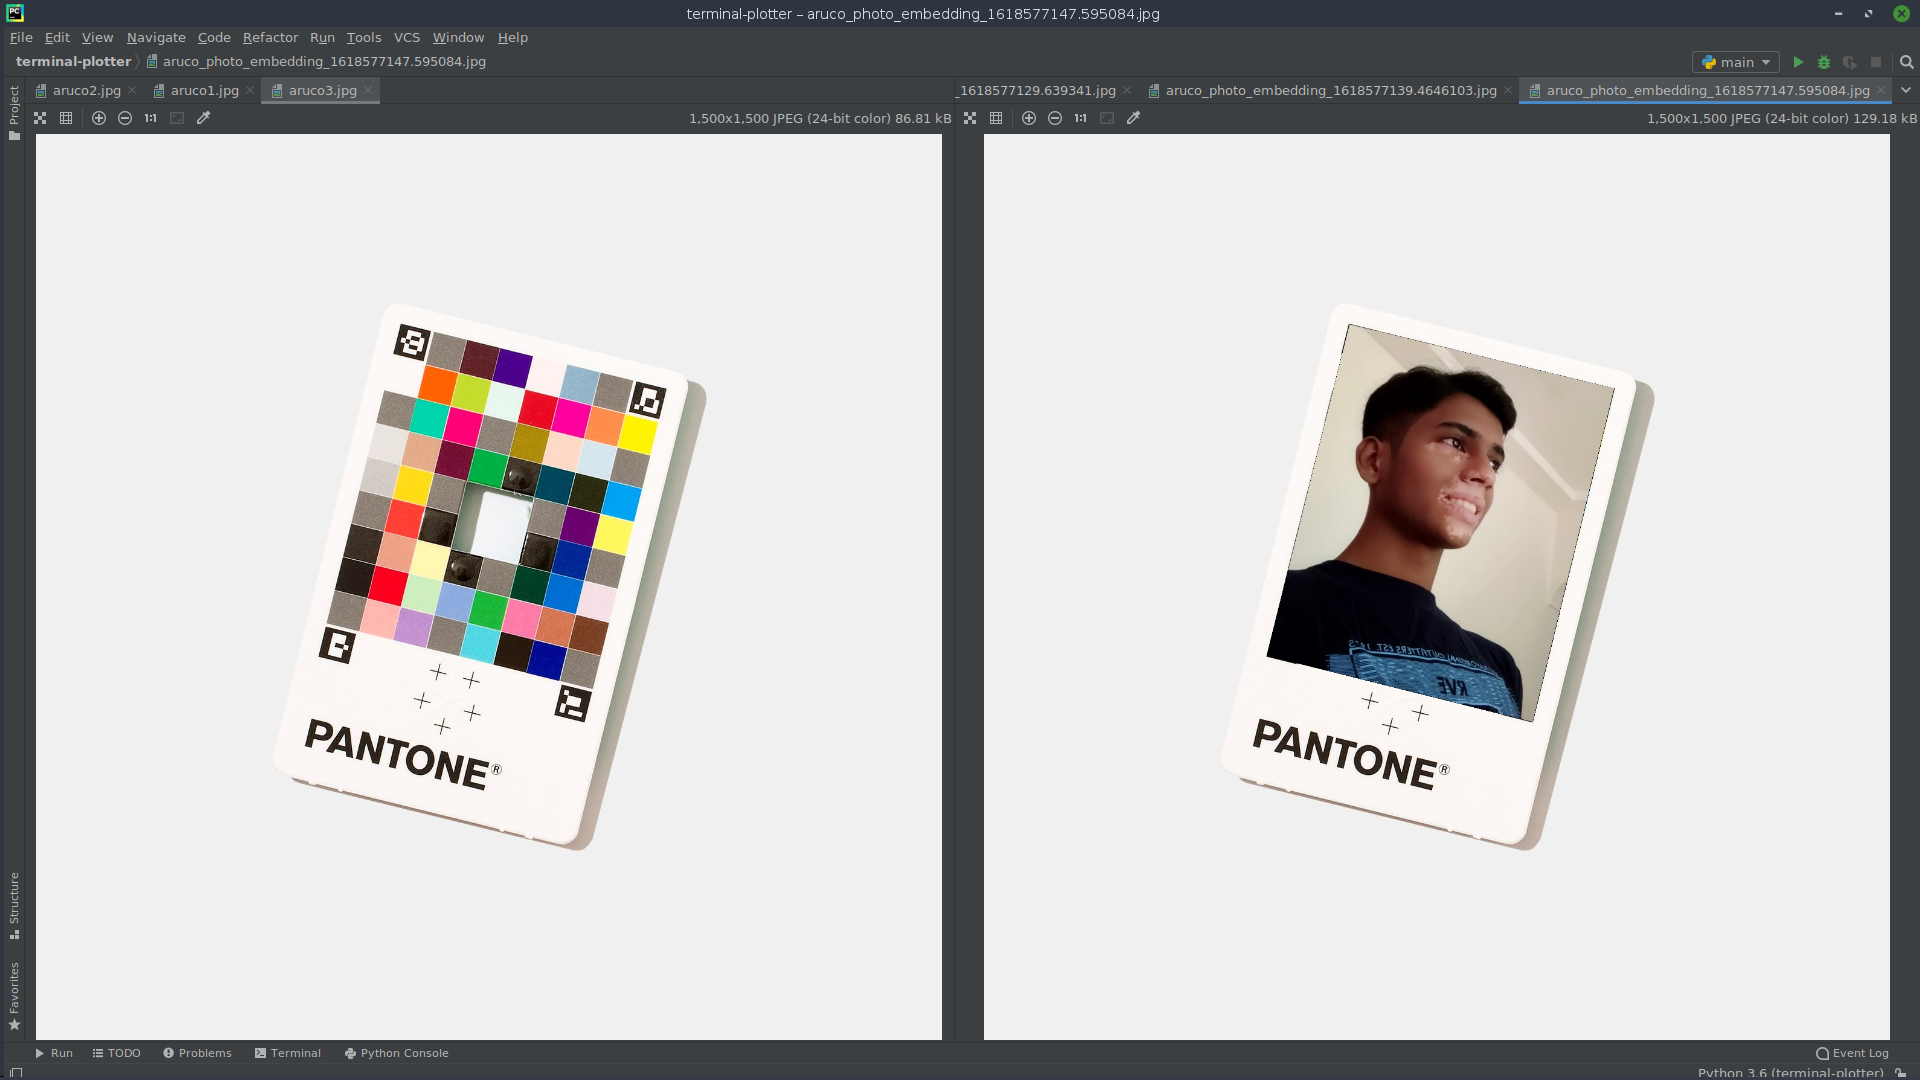 terminal-plotter – aruco_photo_embedding_1618577147.595084.jpg
File Edit View Navigate Code Refactor Run Tools VCS Window Help
terminal-plotter aruco_photo_embedding_1618577147.595084.jpg
main
aruco2.jpg aruco1.jpg aruco3.jpg
_1618577129.639341.jpg aruco_photo_embedding_1618577139.4646103.jpg aruco_photo_embedding_1618577147.595084.jpg
1:1 1,500x1,500 JPEG (24-bit color) 86.81 kB
1:1 1,500x1,500 JPEG (24-bit color) 129.18 kB
Project
Structure
Favorites
PANTONE®
RVE
PANTONE®
Run TODO Problems Terminal Python Console Event Log
Python 3.6 (terminal-plotter)